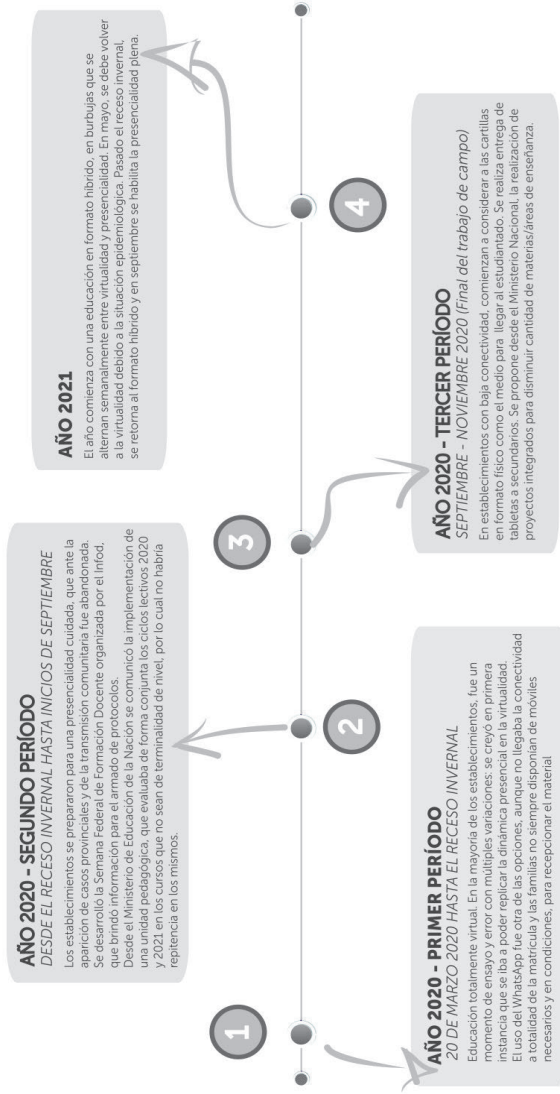 1
AÑO 2020 - PRIMER PERÍODO
20 DE MARZO 2020 HASTA EL RECESO INVERNAL
Educación totalmente virtual. En la mayoría de los establecimientos, fue un
momento de ensayo y error con múltiples variaciones: se creyó en primera
instancia que se iba a poder replicar la dinámica presencial en la virtualidad.
El uso del WhatsApp fue otra de las opciones, aunque no llegaba la conectividad
a totalidad de la matrícula y las familias no siempre disponían de móviles
necesarios y en condiciones, para recepcionar el material
2
AÑO 2020 - SEGUNDO PERÍODO
DESDE EL RECESO INVERNAL HASTA INICIOS DE SEPTIEMBRE
Los establecimientos se prepararon para una presencialidad cuidada, que ante la
aparición de casos provinciales y de la transmisión comunitaria fue abandonada.
Se desarrolló la Semana Federal de Formación Docente organizada por el Infod.
que brindó información para el armado de protocolos.
Desde el Ministerio de Educación de la Nación se comunicó la implementación de
una unidad pedagógica, que evaluaba de forma conjunta los ciclos lectivos 2020
y 2021 en los cursos que no sean de terminalidad de nivel, por lo cual no habría
repitencia en los mismos.
3
AÑO 2020 - TERCER PERÍODO
SEPTIEMBRE - NOVIEMBRE 2020 (Final del trabajo de campo)
En establecimientos con baja conectividad, comienzan a considerar a las cartillas
en formato físico como el medio para llegar al estudiantado. Se realiza entrega de
tabletas a secundarios. Se propone desde el Ministerio Nacional, la realización de
proyectos integrados para disminuir cantidad de materias/áreas de enseñanza.
4
AÑO 2021
El año comienza con una educación en formato híbrido, en burbujas que se
alternan semanalmente entre virtualidad y presencialidad. En mayo, se debe volver
a la virtualidad debido a la situación epidemiológica. Pasado el receso invernal,
se retorna al formato híbrido y en septiembre se habilita la presencialidad plena.